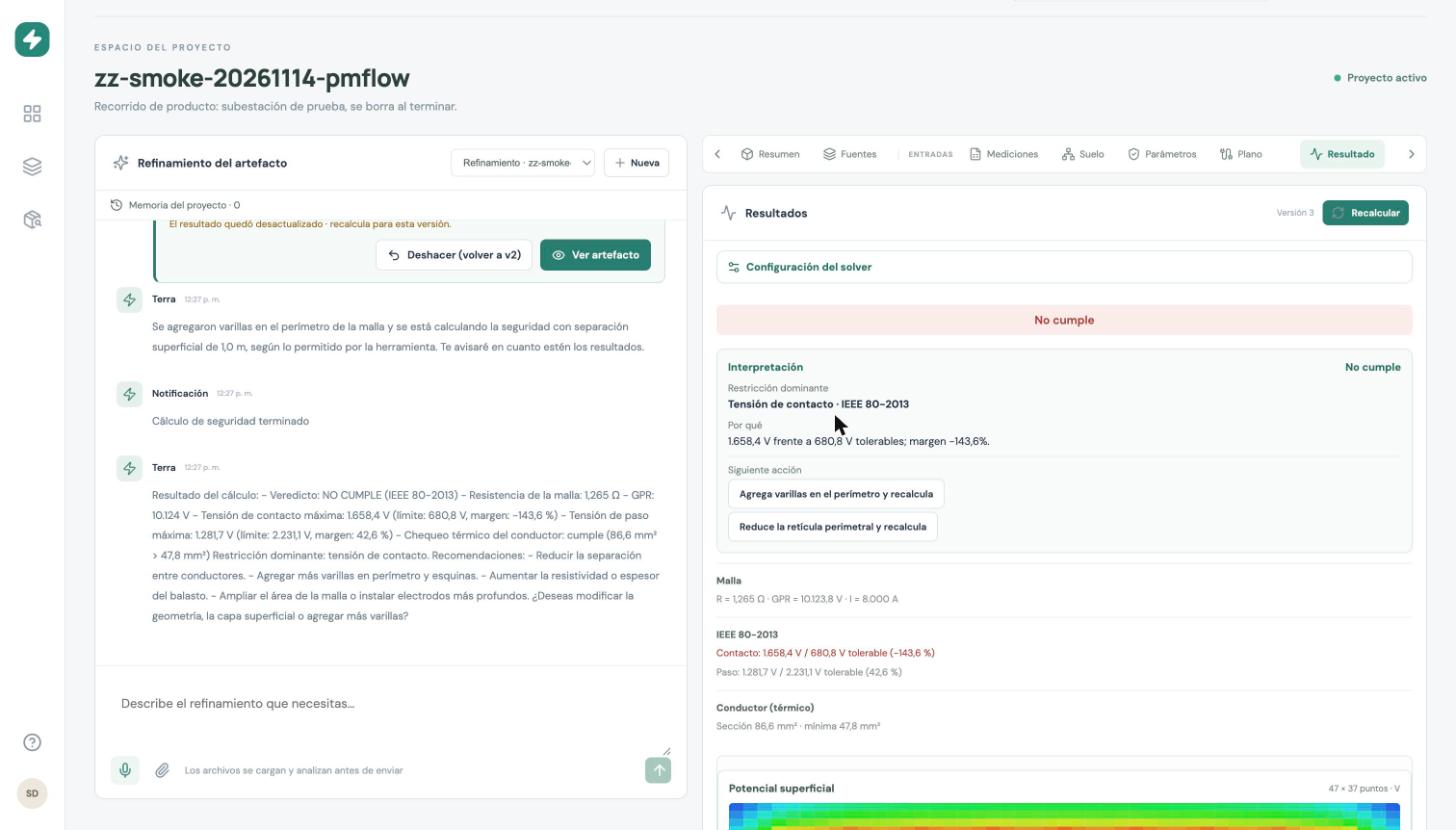 ESPACIO DEL PROYECTO
zz-smoke-20261114-pmflow
Proyecto activo
Recorrido de producto: subestación de prueba, se borra al terminar.
Refinamiento del artefacto
Refinamiento · zz-smoke-
Nueva
Memoria del proyecto · 0
El resultado quedó desactualizado · recalcula para esta versión.
Deshacer (volver a v2)
Ver artefacto
Terra 12:27 p. m.
Se agregaron varillas en el perímetro de la malla y se está calculando la seguridad con separación
superficial de 1,0 m, según lo permitido por la herramienta. Te avisaré en cuanto estén los resultados.
Notificación 12:27 p. m.
Cálculo de seguridad terminado
Terra 12:27 p. m.
Resultado del cálculo: - Veredicto: NO CUMPLE (IEEE 80-2013) - Resistencia de la malla: 1,265 Ω - GPR:
10.124 V - Tensión de contacto máxima: 1.658,4 V (límite: 680,8 V, margen: -143,6 %) - Tensión de paso
máxima: 1.281,7 V (límite: 2.231,1 V, margen: 42,6 %) - Chequeo térmico del conductor: cumple (86,6 mm²
> 47,8 mm²) Restricción dominante: tensión de contacto. Recomendaciones: - Reducir la separación
entre conductores. - Agregar más varillas en perímetro y esquinas. - Aumentar la resistividad o espesor
del balasto. - Ampliar el área de la malla o instalar electrodos más profundos. ¿Deseas modificar la
geometría, la capa superficial o agregar más varillas?
Describe el refinamiento que necesitas...
Los archivos se cargan y analizan antes de enviar
SD
Resumen
Fuentes
ENTRADAS
Mediciones
Suelo
Parámetros
Plano
Resultado
Resultados
Versión 3
Recalcular
Configuración del solver
No cumple
Interpretación
No cumple
Restricción dominante
Tensión de contacto · IEEE 80-2013
Por qué
1.658,4 V frente a 680,8 V tolerables; margen -143,6%.
Siguiente acción
Agrega varillas en el perímetro y recalcula
Reduce la retícula perimetral y recalcula
Malla
R = 1,265 Ω · GPR = 10.123,8 V · I = 8.000 A
IEEE 80-2013
Contacto: 1.658,4 V / 680,8 V tolerable (-143,6 %)
Paso: 1.281,7 V / 2.231,1 V tolerable (42,6 %)
Conductor (térmico)
Sección 86,6 mm² · mínima 47,8 mm²
Potencial superficial
47 × 37 puntos · V